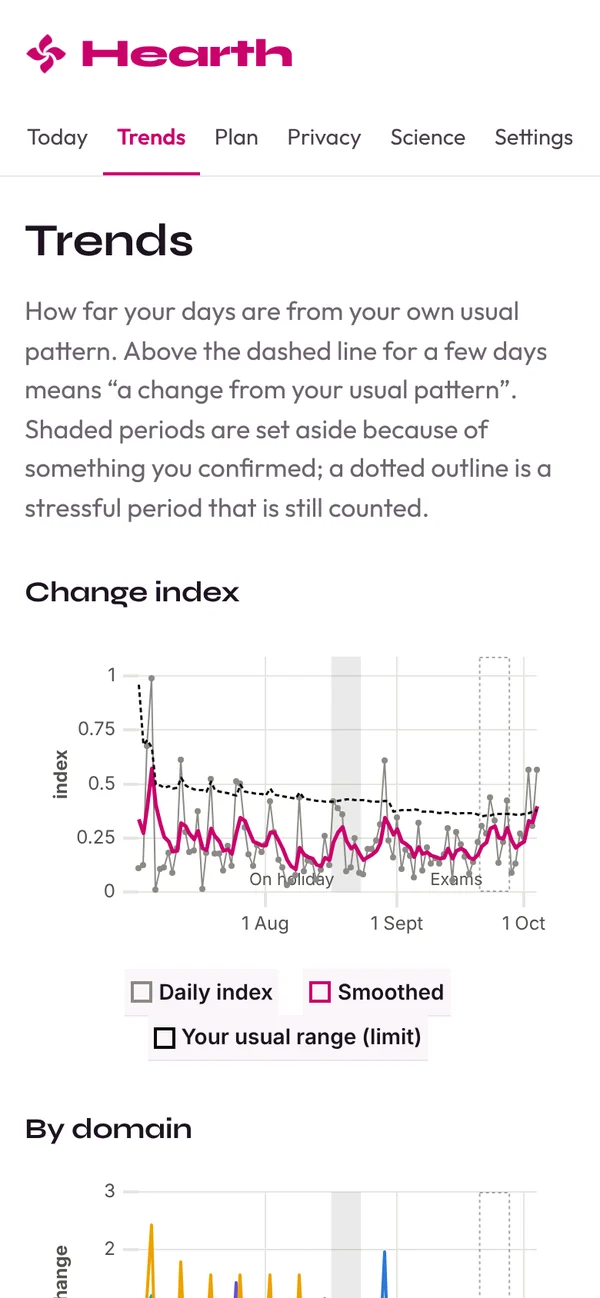 Hearth
Today Trends Plan Privacy Science Settings
Trends
How far your days are from your own usual
pattern. Above the dashed line for a few days
means “a change from your usual pattern”.
Shaded periods are set aside because of
something you confirmed; a dotted outline is a
stressful period that is still counted.
Change index
1
0.75
0.5
0.25
0
index
On holiday
Exams
1 Aug 1 Sept 1 Oct
Daily index Smoothed
Your usual range (limit)
By domain
3
2